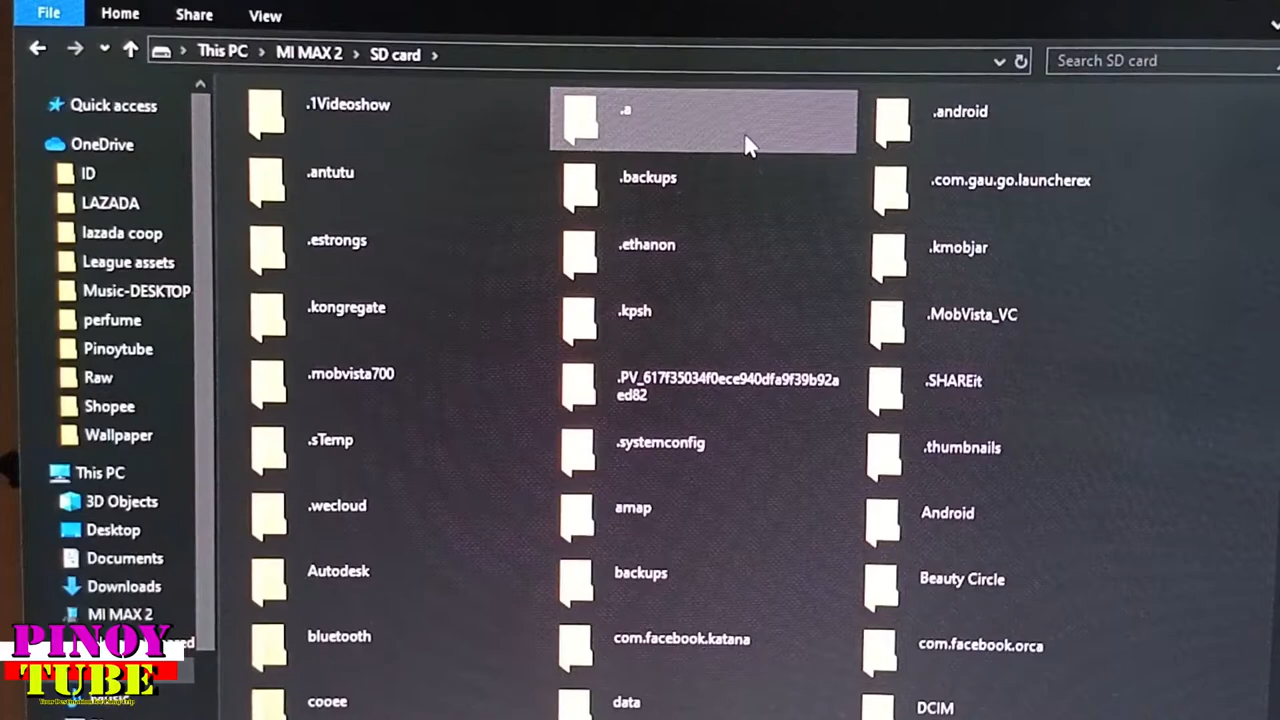 File Home Share View
This PC MI MAX 2 SD card Search SD card
Quick access
OneDrive
ID
LAZADA
lazada coop
League assets
Music-DESKTOP
perfume
Pinoytube
Raw
Shopee
Wallpaper
This PC
3D Objects
Desktop
Documents
Downloads
MI MAX 2
.1Videoshow .a .android
.antutu .backups .com.gau.go.launcherex
.estrongs .ethanon .kmobjar
.kongregate .kpsh .MobVista_VC
.mobvista700 .PV_617f35034f0ece940dfa9f39b92a .SHAREit
ed82
.sTemp .systemconfig .thumbnails
.wecloud amap Android
Autodesk backups Beauty Circle
bluetooth com.facebook.katana com.facebook.orca
cooee data DCIM
PINOY
TUBE